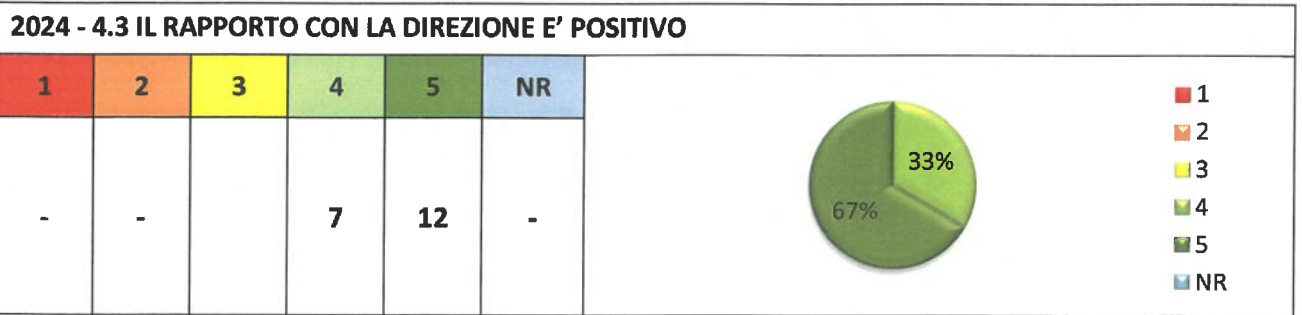 2024 - 4.3 IL RAPPORTO CON LA DIREZIONE E’ POSITIVO
1 2 3 4 5 NR
- - 7 12 -
33%
67%
1
2
3
4
5
NR